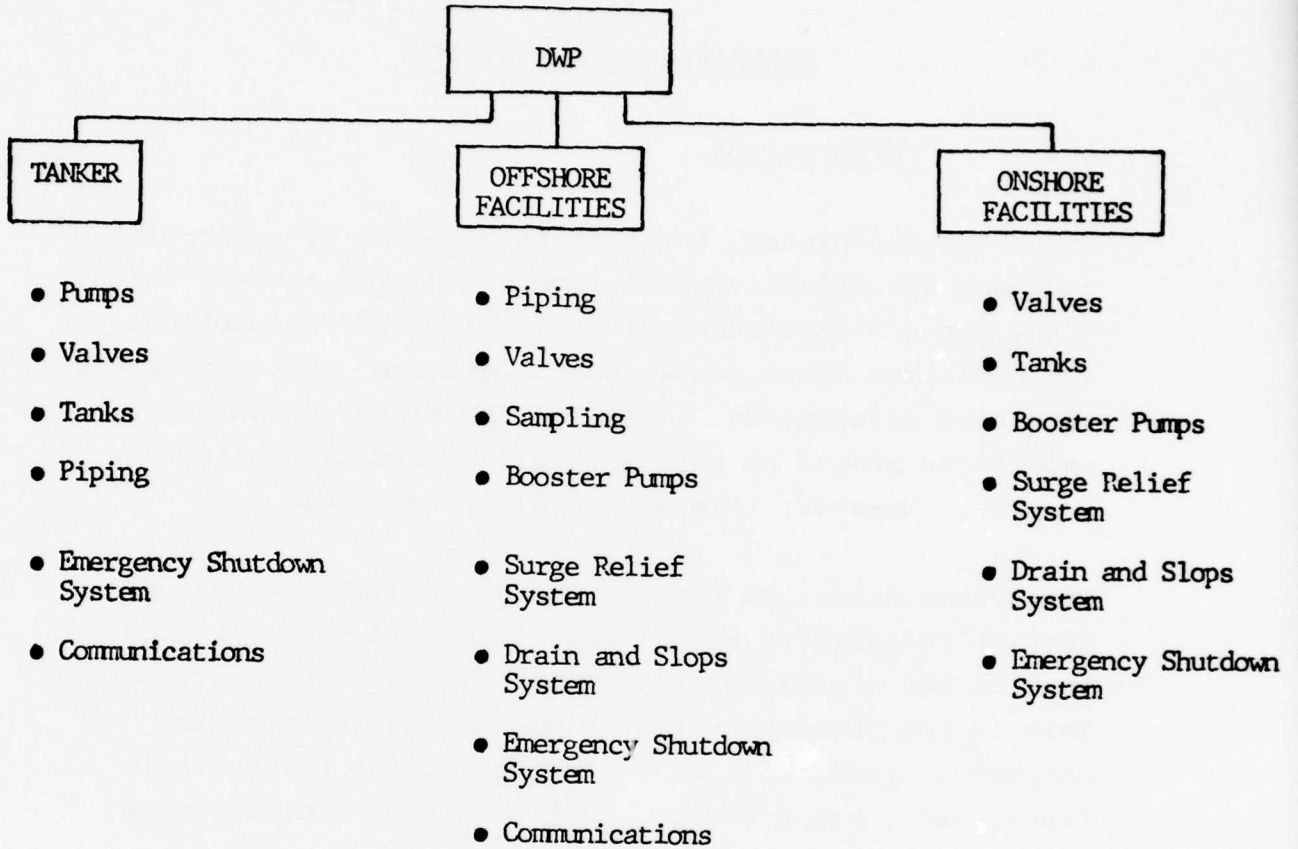 DWP
TANKER
OFFSHORE
FACILITIES
ONSHORE
FACILITIES
• Pumps
• Valves
• Tanks
• Piping
• Emergency Shutdown
System
• Communications
• Piping
• Valves
• Sampling
• Booster Pumps
• Surge Relief
System
• Drain and Slops
System
• Emergency Shutdown
System
• Communications
• Valves
• Tanks
• Booster Pumps
• Surge Relief
System
• Drain and Slops
System
• Emergency Shutdown
System